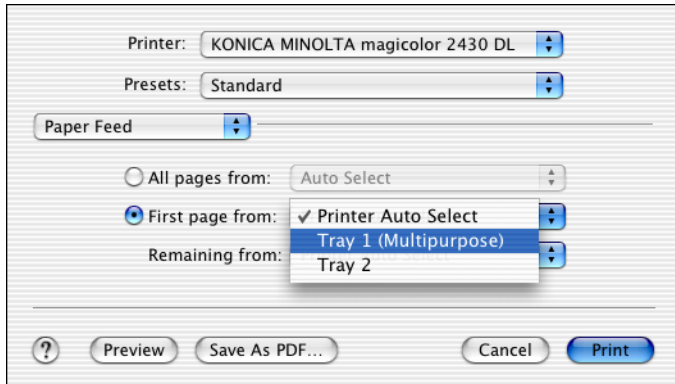 Printer: KONICA MINOLTA magicolor 2430 DL
Presets: Standard
Paper Feed
All pages from: Auto Select
First page from: ✓ Printer Auto Select
Tray 1 (Multipurpose)
Remaining from:
Tray 2
? Preview Save As PDF... Cancel Print